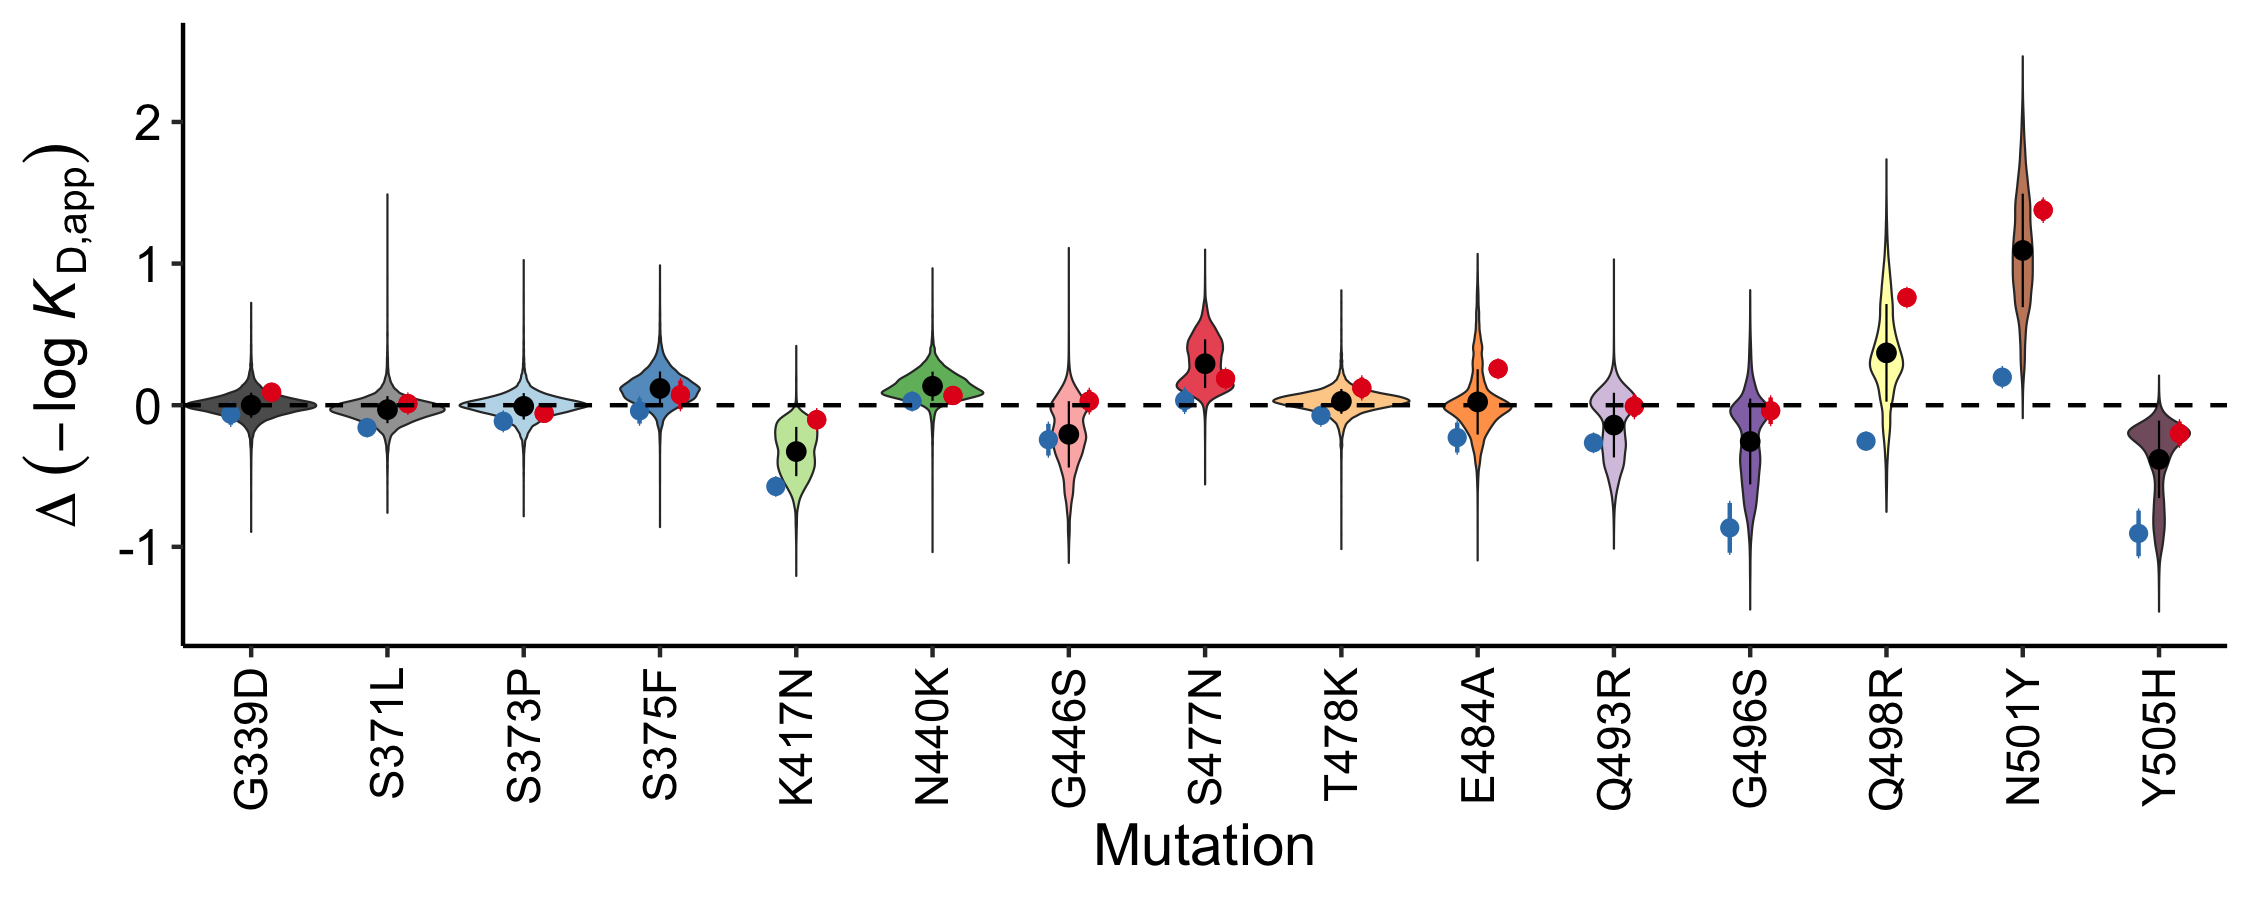 Δ (− log K D,app)
2
1
0
-1
G339D
S371L
S373P
S375F
K417N
N440K
G446S
S477N
T478K
E484A
Q493R
G496S
Q498R
N501Y
Y505H
Mutation